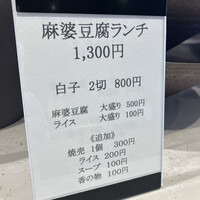 麻婆豆腐ランチ
1,300円
白子 2切 800円
麻婆豆腐 大盛り 500円
ライス 大盛り 100円
《追加》
焼売 1個 300円
ライス 200円
スープ 100円
香の物 100円